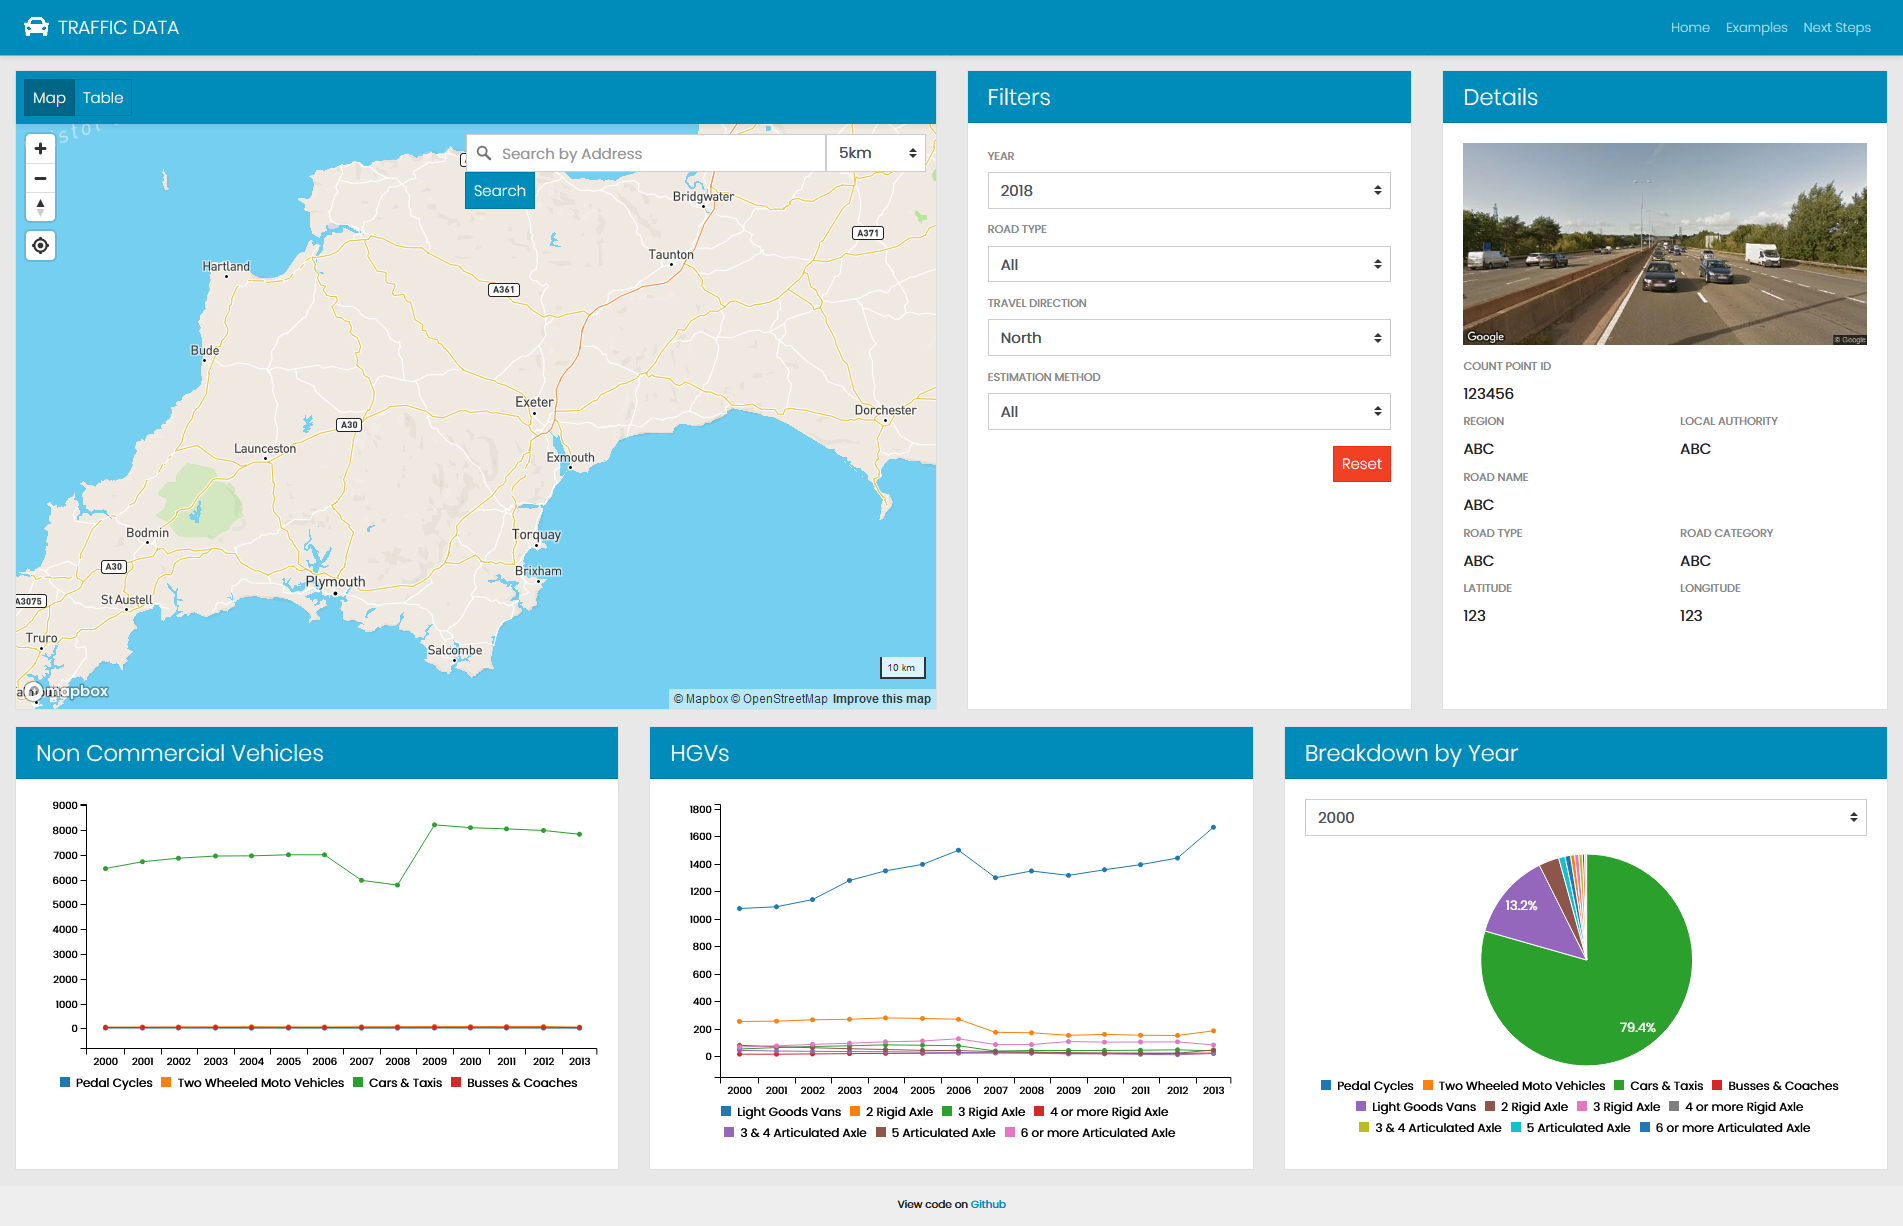 TRAFFIC DATA
Home Examples Next Steps
Map Table
Search by Address
5km
Search
Bridgwater
A371
Taunton
Hartland
A361
Bude
Exeter
Dorchester
A30
Launceston
Exmouth
Bodmin
Torquay
A30
Brixham
Plymouth
A3075
St Austell
Truro
Salcombe
10 km
mapbox
© Mapbox © OpenStreetMap Improve this map
Filters
YEAR
2018
ROAD TYPE
All
TRAVEL DIRECTION
North
ESTIMATION METHOD
All
Reset
Details
Google
© Google
COUNT POINT ID
123456
REGION LOCAL AUTHORITY
ABC ABC
ROAD NAME
ABC
ROAD TYPE ROAD CATEGORY
ABC ABC
LATITUDE LONGITUDE
123 123
Non Commercial Vehicles
9000
8000
7000
6000
5000
4000
3000
2000
1000
0
2000 2001 2002 2003 2004 2005 2006 2007 2008 2009 2010 2011 2012 2013
Pedal Cycles Two Wheeled Moto Vehicles Cars & Taxis Busses & Coaches
HGVs
1800
1600
1400
1200
1000
800
600
400
200
0
2000 2001 2002 2003 2004 2005 2006 2007 2008 2009 2010 2011 2012 2013
Light Goods Vans 2 Rigid Axle 3 Rigid Axle 4 or more Rigid Axle
3 & 4 Articulated Axle 5 Articulated Axle 6 or more Articulated Axle
Breakdown by Year
2000
13.2%
79.4%
Pedal Cycles Two Wheeled Moto Vehicles Cars & Taxis Busses & Coaches
Light Goods Vans 2 Rigid Axle 3 Rigid Axle 4 or more Rigid Axle
3 & 4 Articulated Axle 5 Articulated Axle 6 or more Articulated Axle
View code on Github